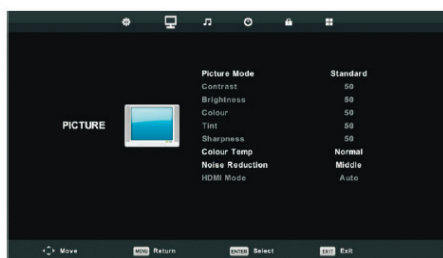 Picture Mode Standard
Contrast 50
Brightness 50
Colour 50
PICTURE
Tint 50
Sharpness 50
Colour Temp Normal
Noise Reduction Middle
HDMI Mode Auto
Move MENU Return ENTER Select EXIT Exit